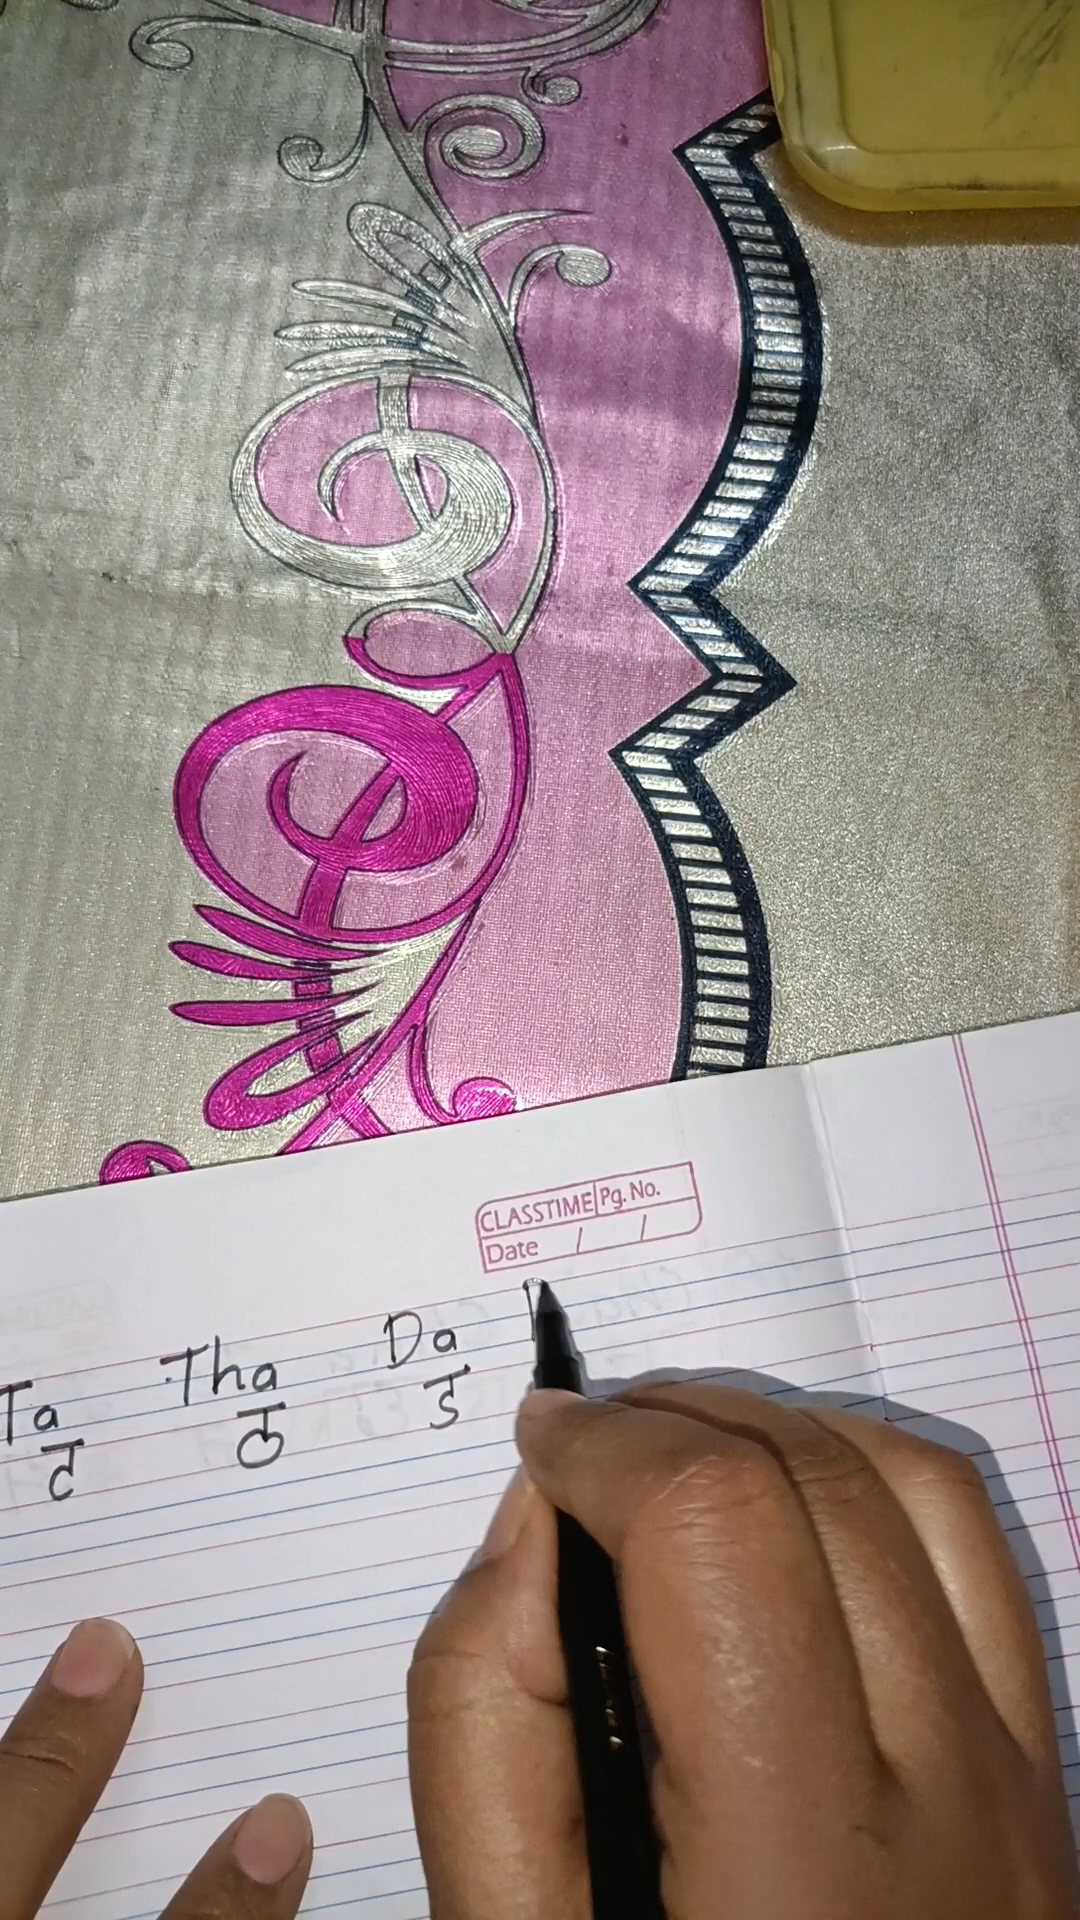 CLASSTIME Pg. No.
Date / /
Ta Tha Da
ट ठ ड